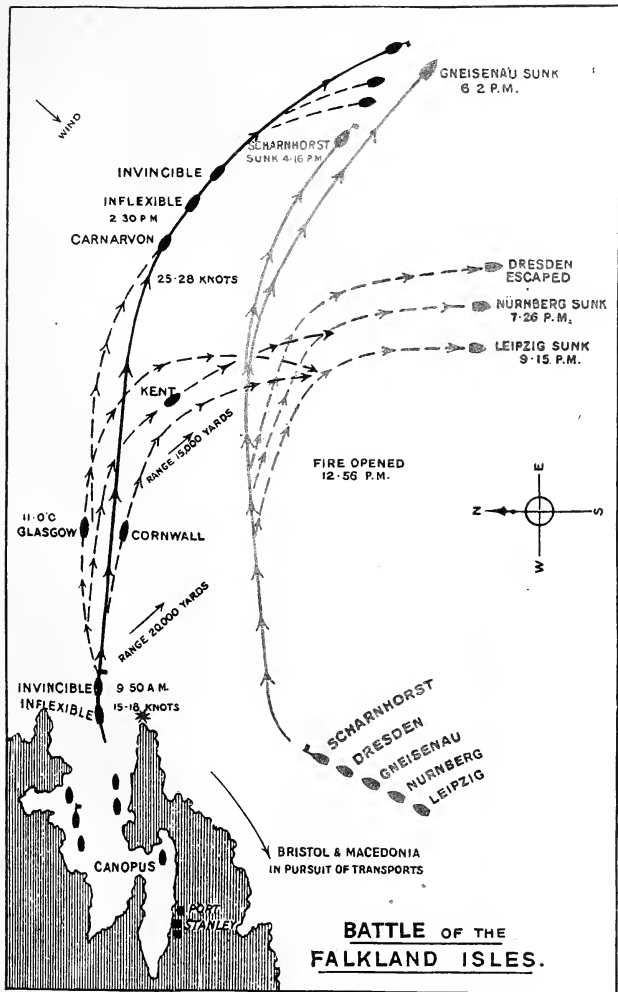 GNEISENAU SUNK
6 2 P.M.
WIND
SCHARNHORST
SUNK 4·16 PM
INVINCIBLE
INFLEXIBLE
2 30 PM
CARNARVON
25-28 KNOTS
DRESDEN
ESCAPED
NÜRNBERG SUNK
7·26 P.M.
LEIPZIG SUNK
9·15. P.M.
KENT
RANGE 15,000 YARDS
FIRE OPENED
12·56 P.M.
11·0'C
GLASGOW
CORNWALL
N
E
S
W
RANGE 20,000 YARDS
INVINCIBLE
INFLEXIBLE
9 50 A.M.
15-18 KNOTS
SCHARNHORST
DRESDEN
GNEISENAU
NURNBERG
LEIPZIG
BRISTOL & MACEDONIA
IN PURSUIT OF TRANSPORTS
CANOPUS
PORT
STANLEY
BATTLE OF THE
FALKLAND ISLES.